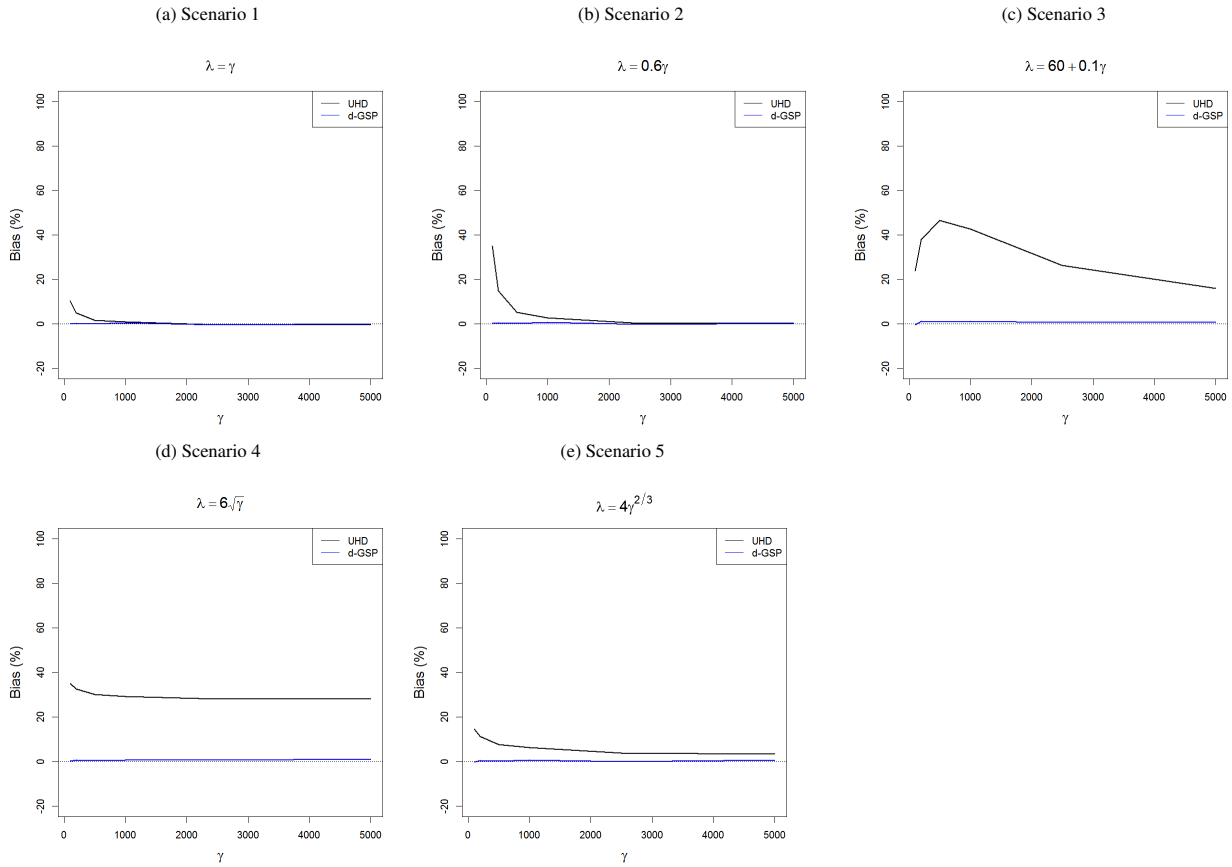 (a) Scenario 1
(b) Scenario 2
(c) Scenario 3
λ = γ
λ = 0.6γ
λ = 60 + 0.1γ
Bias (%)
100
80
60
40
20
0
-20
UHD
d-GSP
0 1000 2000 3000 4000 5000
γ
Bias (%)
100
80
60
40
20
0
-20
UHD
d-GSP
0 1000 2000 3000 4000 5000
γ
Bias (%)
100
80
60
40
20
0
-20
UHD
d-GSP
0 1000 2000 3000 4000 5000
γ
(d) Scenario 4
(e) Scenario 5
λ = 6√γ
λ = 4γ^{2/3}
Bias (%)
100
80
60
40
20
0
-20
UHD
d-GSP
0 1000 2000 3000 4000 5000
γ
Bias (%)
100
80
60
40
20
0
-20
UHD
d-GSP
0 1000 2000 3000 4000 5000
γ